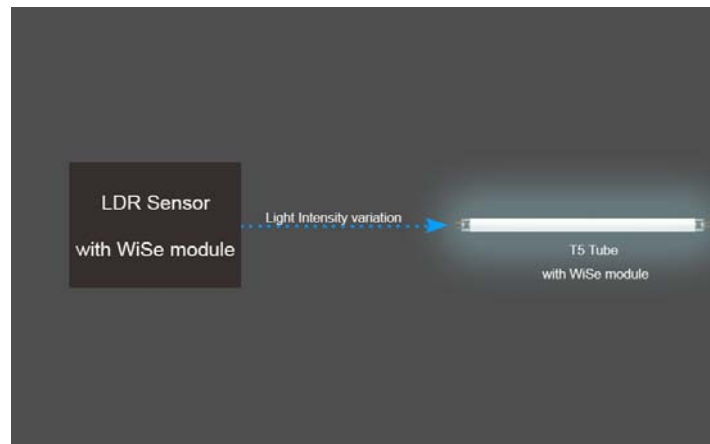 LDR Sensor
with WiSe module
Light Intensity variation
T5 Tube
with WiSe module